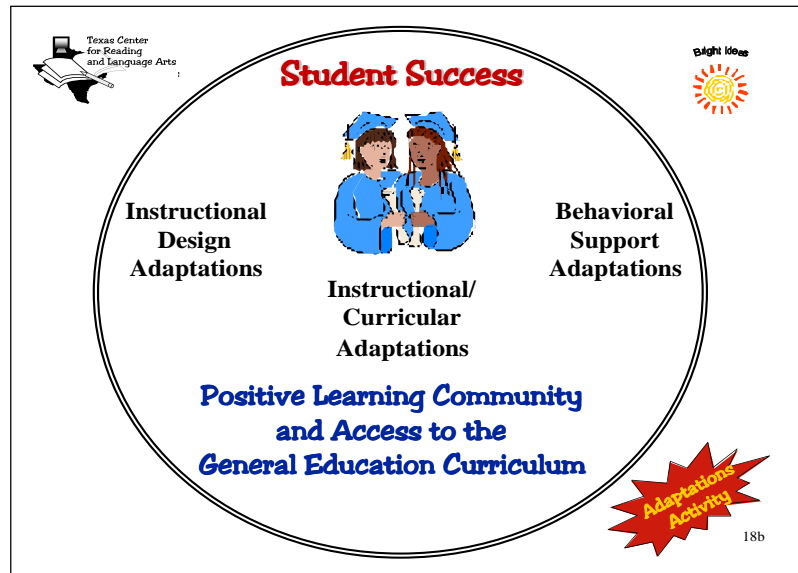 Texas Center
for Reading
and Language Arts
:
Bright Ideas
Student Success
Instructional
Design
Adaptations
Behavioral
Support
Adaptations
Instructional/
Curricular
Adaptations
Positive Learning Community
and Access to the
General Education Curriculum
Adaptations
Activity
18b